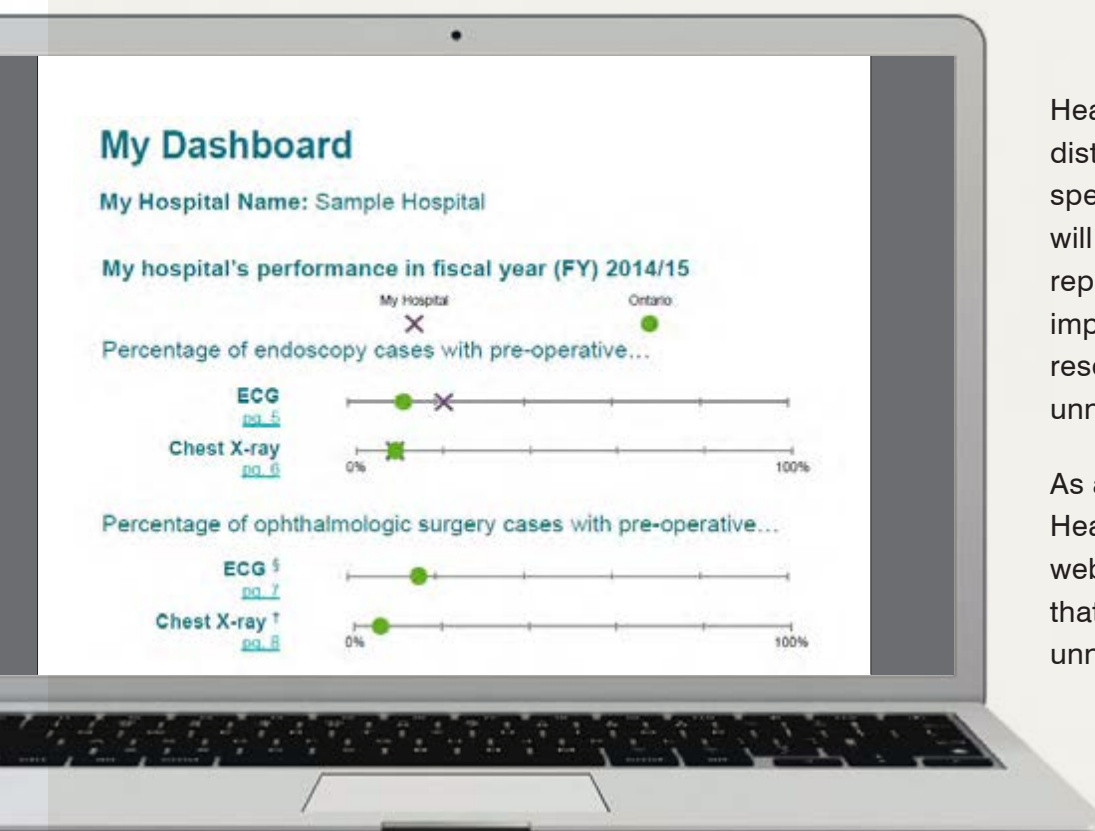 My Dashboard
My Hospital Name: Sample Hospital
My hospital's performance in fiscal year (FY) 2014/15
My Hospital Ontario
Percentage of endoscopy cases with pre-operative…
ECG
pg. 5
Chest X-ray
pg. 6
0% 100%
Percentage of ophthalmologic surgery cases with pre-operative…
ECG §
pg. 7
Chest X-ray †
pg. 8
0% 100%
Hea
dist
spe
will
rep
imp
unn
As a
Hea
web
that
unn